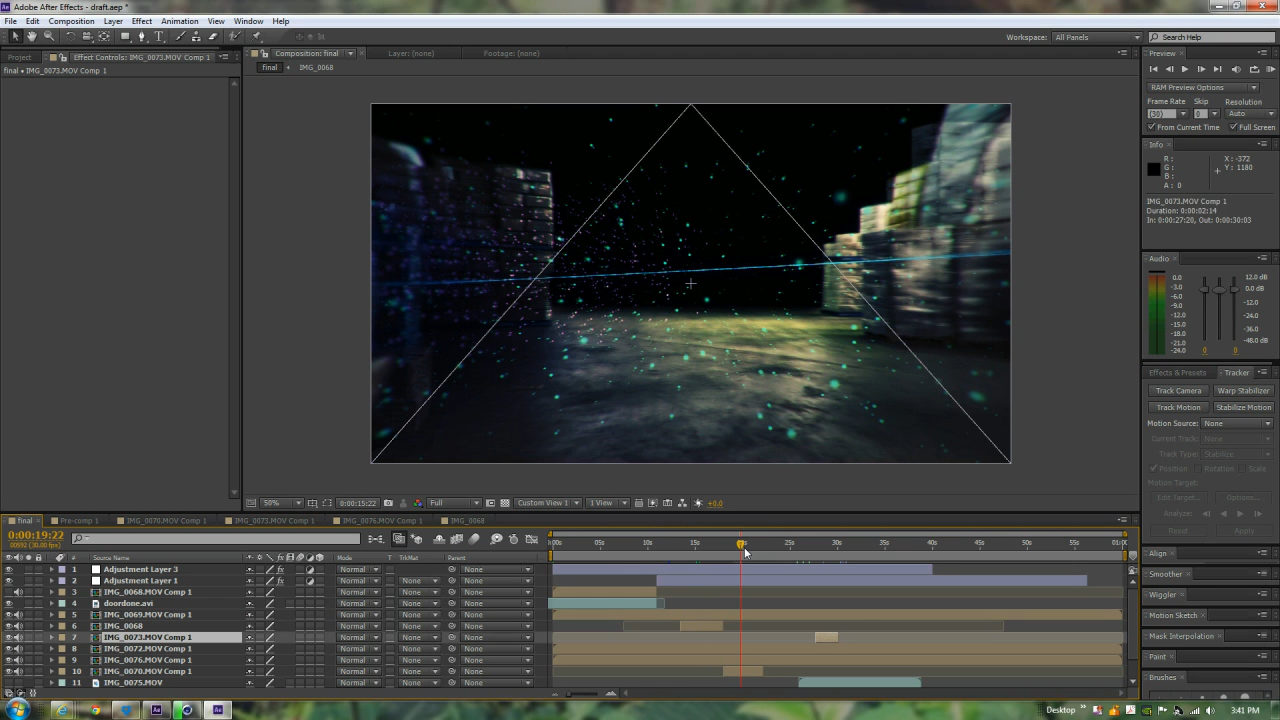 Adobe After Effects - draft.aep *
File Edit Composition Layer Effect Animation View Window Help
Workspace: All Panels Search Help
Project Effect Controls: IMG_0073.MOV Comp 1 Composition: final Layer: (none) Footage: (none) Preview
final • IMG_0073.MOV Comp 1 final IMG_0068
RAM Preview Options
Frame Rate Skip Resolution
(30) 0 Auto
From Current Time Full Screen
Info
R : X : -372
G : Y : 1180
B :
A : 0
IMG_0073.MOV Comp 1
Duration: 0:00:02:14
In: 0:00:27:20, Out: 0:00:30:03
Audio
0.0 12.0 dB
-3.0 0.0 dB
-6.0
-9.0 -12.0
-12.0
-15.0 -24.0
-18.0 -36.0
-21.0
-24.0 -48.0 dB
0 0
Effects & Presets Tracker
Track Camera Warp Stabilizer
Track Motion Stabilize Motion
Motion Source: None
Current Track: None
Track Type: Stabilize
Position Rotation Scale
Motion Target:
Edit Target... Options...
Analyze:
Reset Apply
50% 0:00:15:22 Full Custom View 1 1 View +0.0
final Pre-comp 1 IMG_0070.MOV Comp 1 IMG_0073.MOV Comp 1 IMG_0076.MOV Comp 1 IMG_0068
0:00:19:22
00592 (30.00 fps)
05s 10s 15s 25s 30s 35s 40s 45s 50s 55s 01:00
# Source Name Mode T TrkMat Parent
1 Adjustment Layer 3 Normal None
2 Adjustment Layer 1 Normal None None
3 IMG_0068.MOV Comp 1 Normal None None
4 doordone.avi Normal None None
5 IMG_0069.MOV Comp 1 Normal None None
6 IMG_0068 Normal None None
7 IMG_0073.MOV Comp 1 Normal None None
8 IMG_0072.MOV Comp 1 Normal None None
9 IMG_0076.MOV Comp 1 Normal None None
10 IMG_0070.MOV Comp 1 Normal None None
11 IMG_0075.MOV Normal None None
Align
Smoother
Wiggler
Motion Sketch
Mask Interpolation
Paint
Brushes
Desktop 3:41 PM